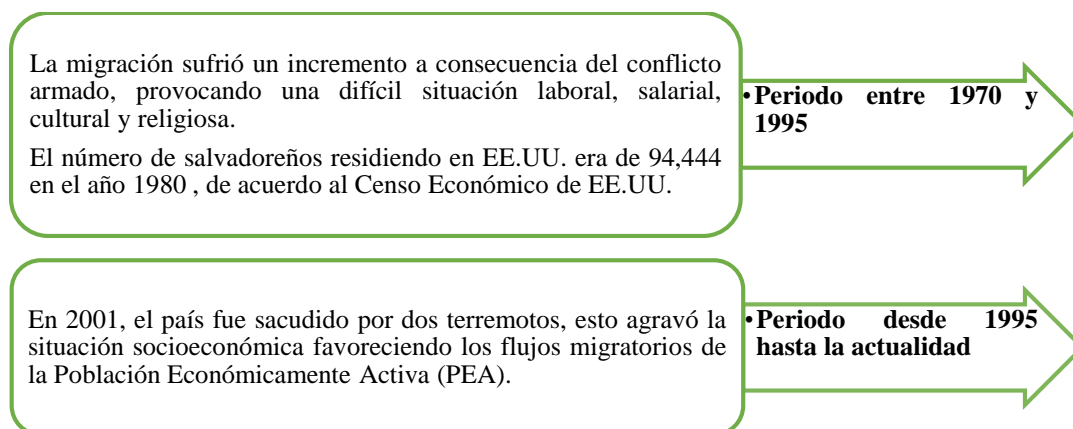 La migración sufrió un incremento a consecuencia del conflicto
armado, provocando una difícil situación laboral, salarial,
cultural y religiosa.
El número de salvadoreños residiendo en EE.UU. era de 94,444
en el año 1980 , de acuerdo al Censo Económico de EE.UU.
•Periodo entre 1970 y
1995
En 2001, el país fue sacudido por dos terremotos, esto agravó la
situación socioeconómica favoreciendo los flujos migratorios de
la Población Económicamente Activa (PEA).
•Periodo desde 1995
hasta la actualidad